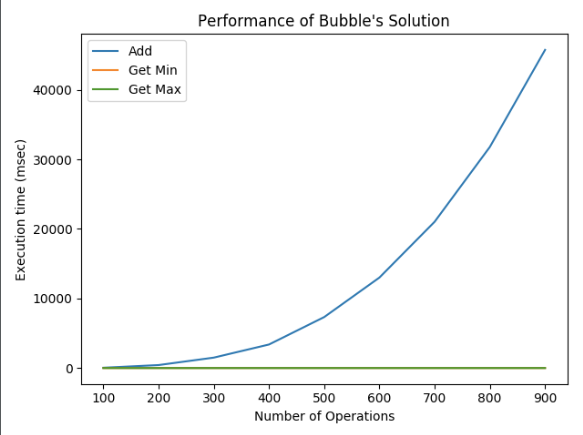 Performance of Bubble's Solution
Add
Get Min
Get Max
Execution time (msec)
40000
30000
20000
10000
0
100 200 300 400 500 600 700 800 900
Number of Operations